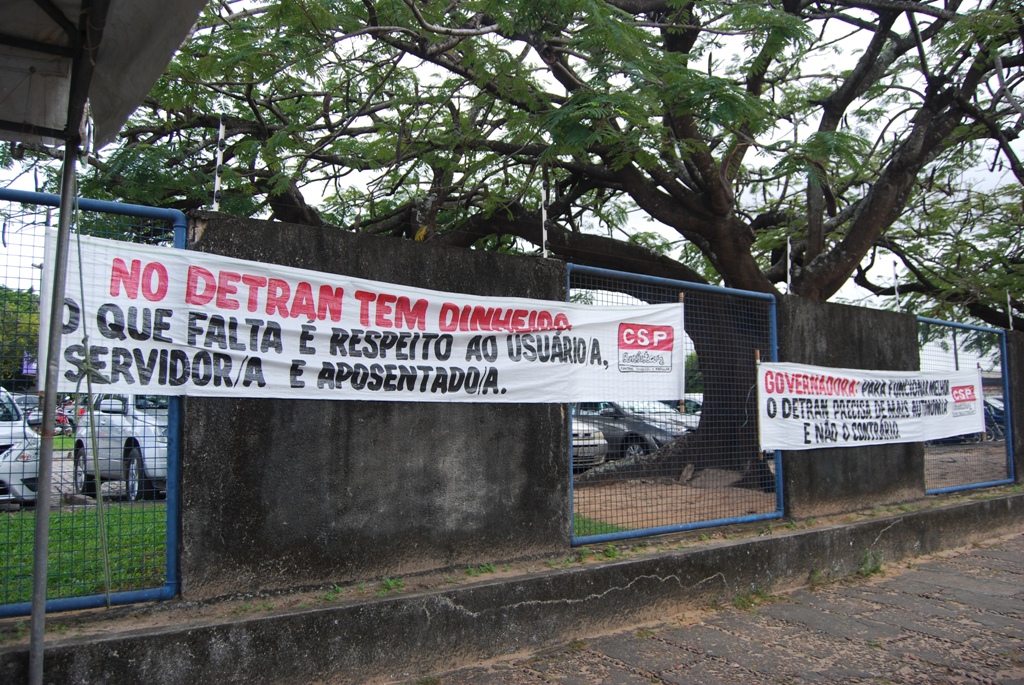 NO DETRAN TEM DINHEIRO.
O QUE FALTA É RESPEITO AO USUÁRIO/A,
SERVIDOR/A E APOSENTADO/A.
CSP
GOVERNADORA: PARA FUNCIONAR MELHOR
O DETRAN PRECISA DE MAIS AUTONOMIA
E NÃO O CONTRÁRIO.
CSP